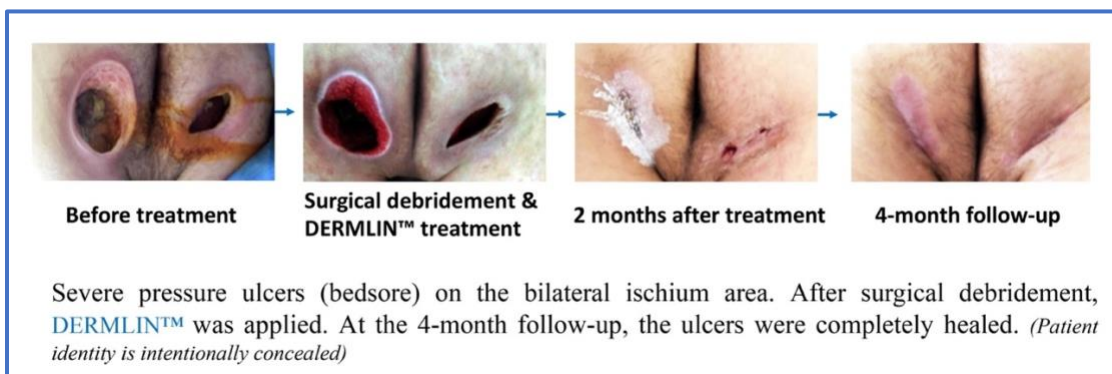 Before treatment
Surgical debridement &
DERMLIN™ treatment
2 months after treatment
4-month follow-up
Severe pressure ulcers (bedsore) on the bilateral ischium area. After surgical debridement,
DERMLIN™ was applied. At the 4-month follow-up, the ulcers were completely healed. (Patient
identity is intentionally concealed)